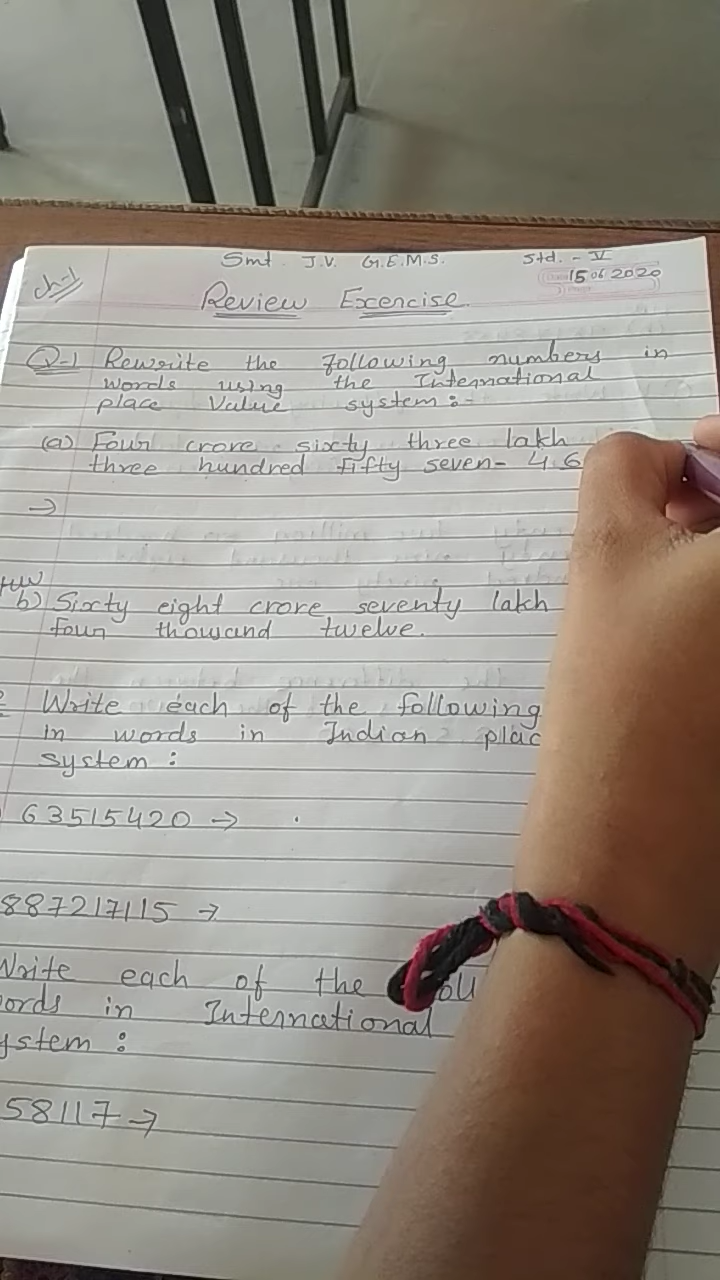 Smt. J.V. G.E.M.S. Std. - V
Ch-1
15 06 2020
Review Excercise.
Q-1 Rewrite the following numbers in
words using the International
place value system:-
(a) Four crore sixty three lakh
three hundred fifty seven- 4 6
→
HW
b) Sixty eight crore seventy lakh
four thousand twelve.
Write each of the following
in words in Indian plac
system :
63515420 →
887217115 →
Write each of the
ords in International
ystem :
58117 →